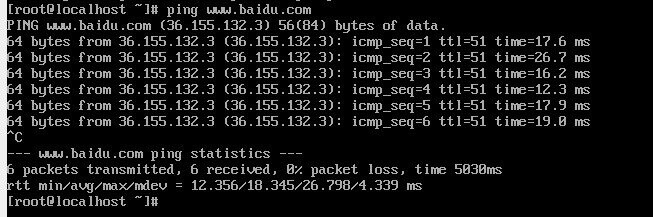 [root@localhost ~]# ping www.baidu.com
PING www.baidu.com (36.155.132.3) 56(84) bytes of data.
64 bytes from 36.155.132.3 (36.155.132.3): icmp_seq=1 ttl=51 time=17.6 ms
64 bytes from 36.155.132.3 (36.155.132.3): icmp_seq=2 ttl=51 time=26.7 ms
64 bytes from 36.155.132.3 (36.155.132.3): icmp_seq=3 ttl=51 time=16.2 ms
64 bytes from 36.155.132.3 (36.155.132.3): icmp_seq=4 ttl=51 time=12.3 ms
64 bytes from 36.155.132.3 (36.155.132.3): icmp_seq=5 ttl=51 time=17.9 ms
64 bytes from 36.155.132.3 (36.155.132.3): icmp_seq=6 ttl=51 time=19.0 ms
^C
--- www.baidu.com ping statistics ---
6 packets transmitted, 6 received, 0% packet loss, time 5030ms
rtt min/avg/max/mdev = 12.356/18.345/26.798/4.339 ms
[root@localhost ~]#